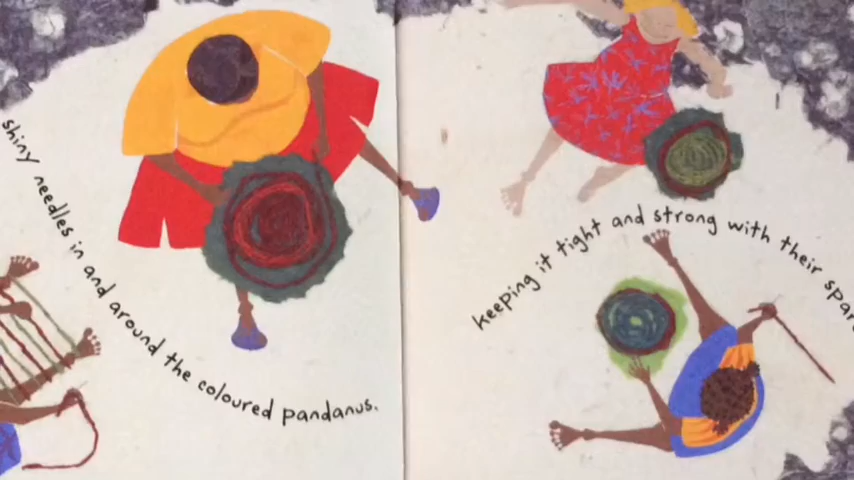 shiny needles in and around the coloured pandanus.
keeping it tight and strong with their